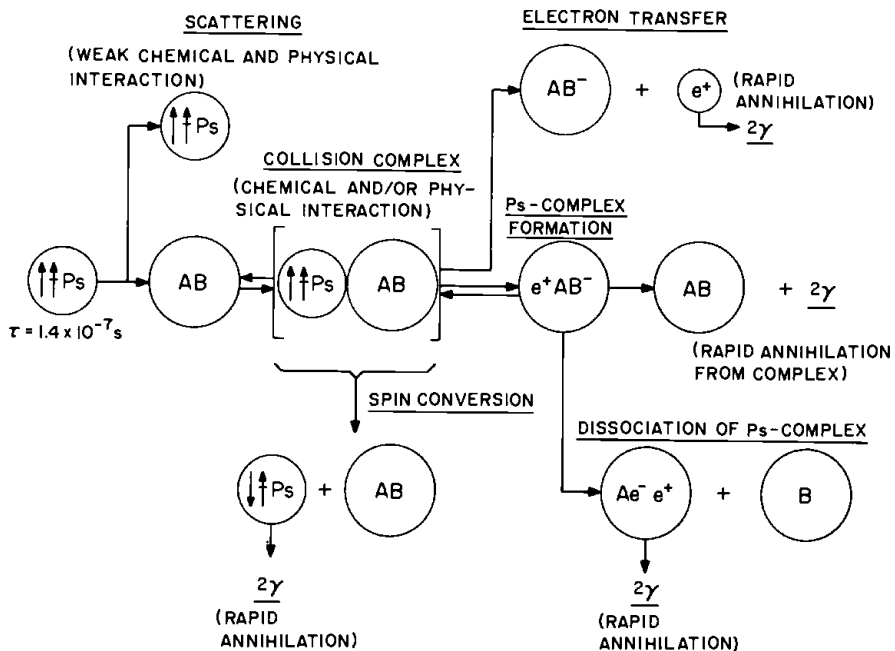 SCATTERING
(WEAK CHEMICAL AND PHYSICAL
INTERACTION)
↑↑Ps
ELECTRON TRANSFER
AB⁻ + e⁺
(RAPID
ANNIHILATION)
2γ
COLLISION COMPLEX
(CHEMICAL AND/OR PHY-
SICAL INTERACTION)
Ps-COMPLEX
FORMATION
↑↑Ps
AB
↑↑Ps
AB
e⁺AB⁻
AB
+ 2γ
τ = 1.4 x 10⁻⁷s
(RAPID ANNIHILATION
FROM COMPLEX)
SPIN CONVERSION
↓↑Ps + AB
2γ
(RAPID
ANNIHILATION)
DISSOCIATION OF Ps-COMPLEX
Ae⁻e⁺ + B
2γ
(RAPID
ANNIHILATION)